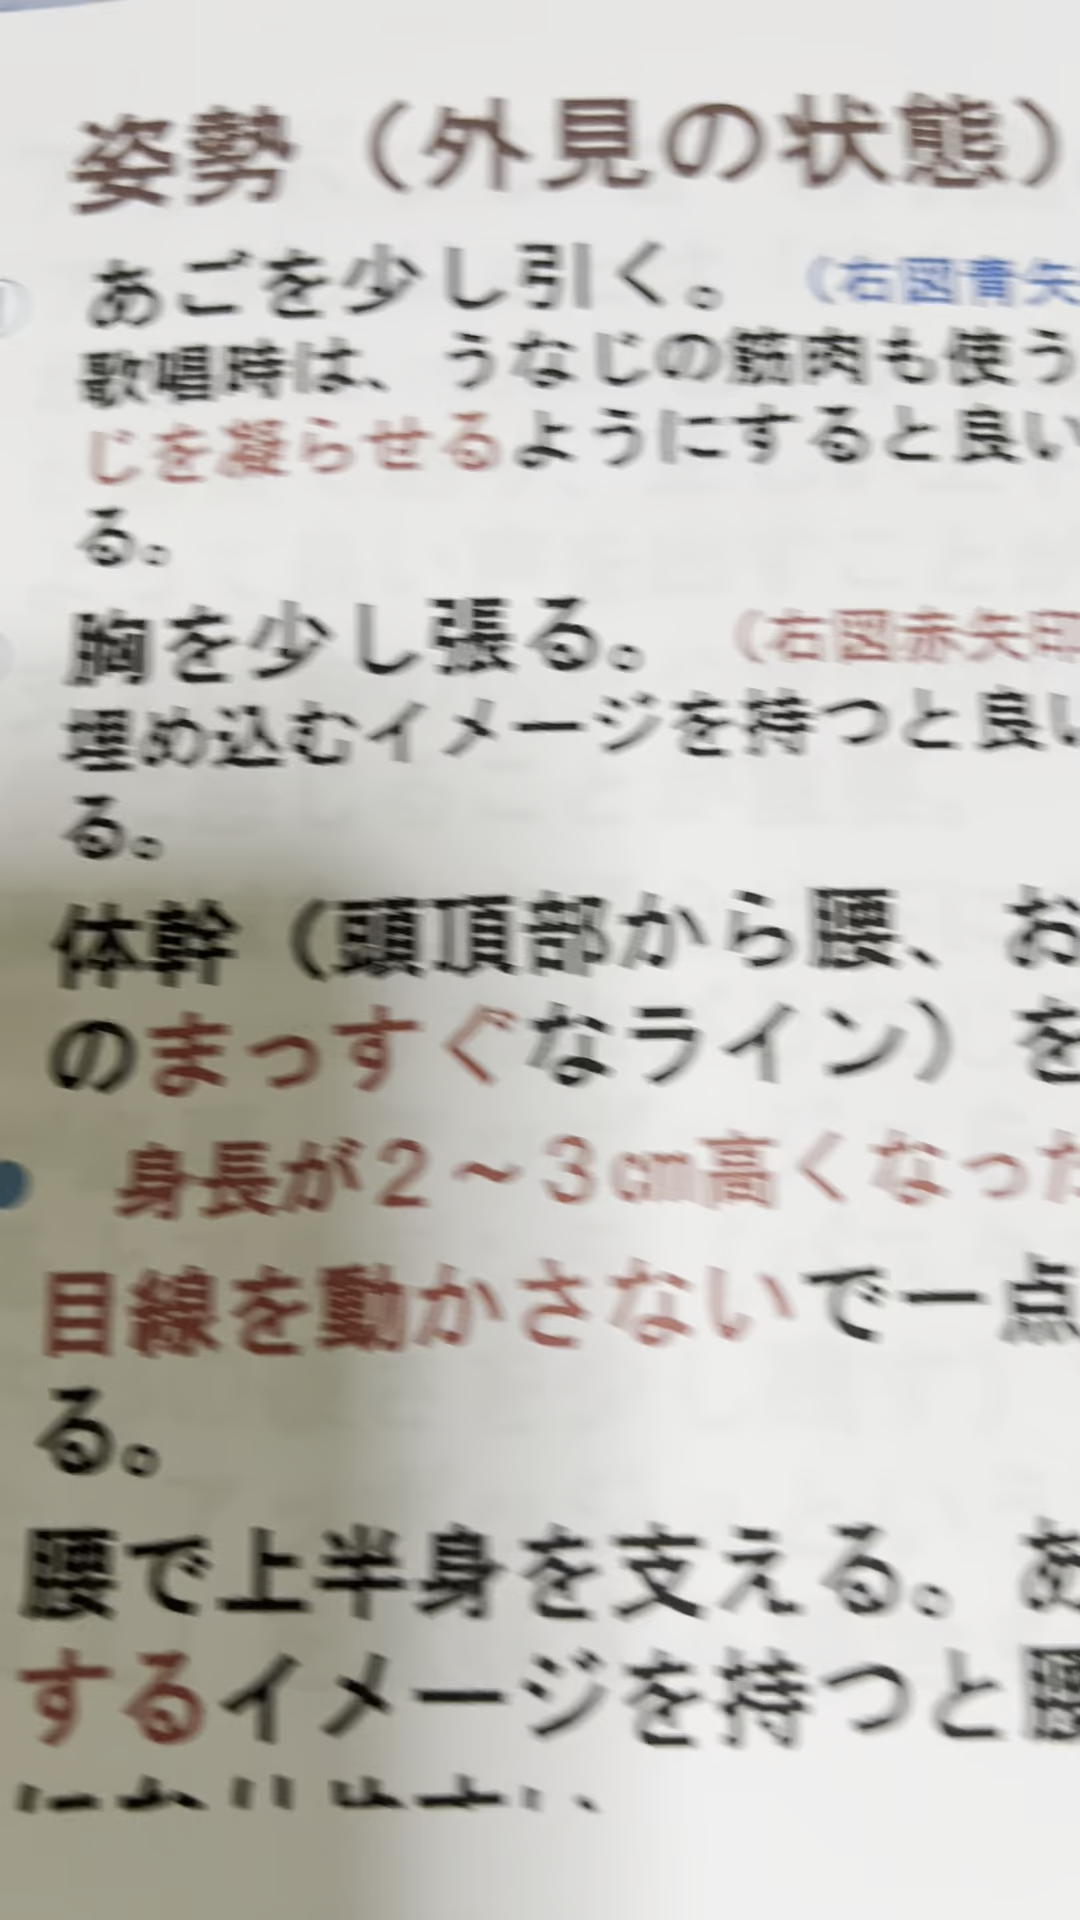 姿勢（外見の状態）
あごを少し引く。（右図青矢
歌唱時は、うなじの筋肉も使う
じを凝らせるようにすると良い
る。
胸を少し張る。（右図赤矢印
埋め込むイメージを持つと良い
る。
体幹（頭頂部から腰、お
のまっすぐなライン）を
身長が2～3㎝高くなった
目線を動かさないで一点
る。
腰で上半身を支える。お
するイメージを持つと腰